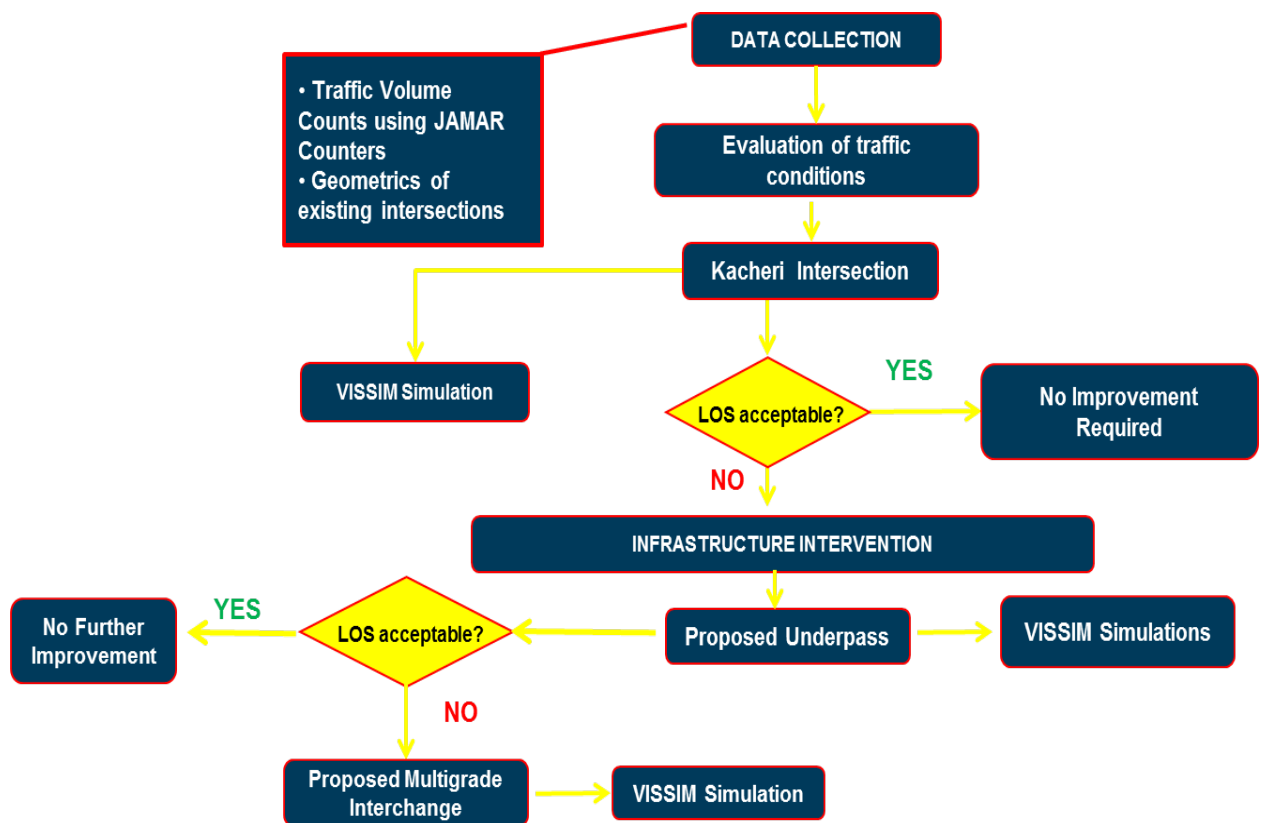 DATA COLLECTION
• Traffic Volume
Counts using JAMAR
Counters
• Geometrics of
existing intersections
Evaluation of traffic
conditions
Kacheri Intersection
VISSIM Simulation
LOS acceptable?
YES
No Improvement
Required
NO
INFRASTRUCTURE INTERVENTION
No Further
Improvement
YES
LOS acceptable?
Proposed Underpass
VISSIM Simulations
NO
Proposed Multigrade
Interchange
VISSIM Simulation